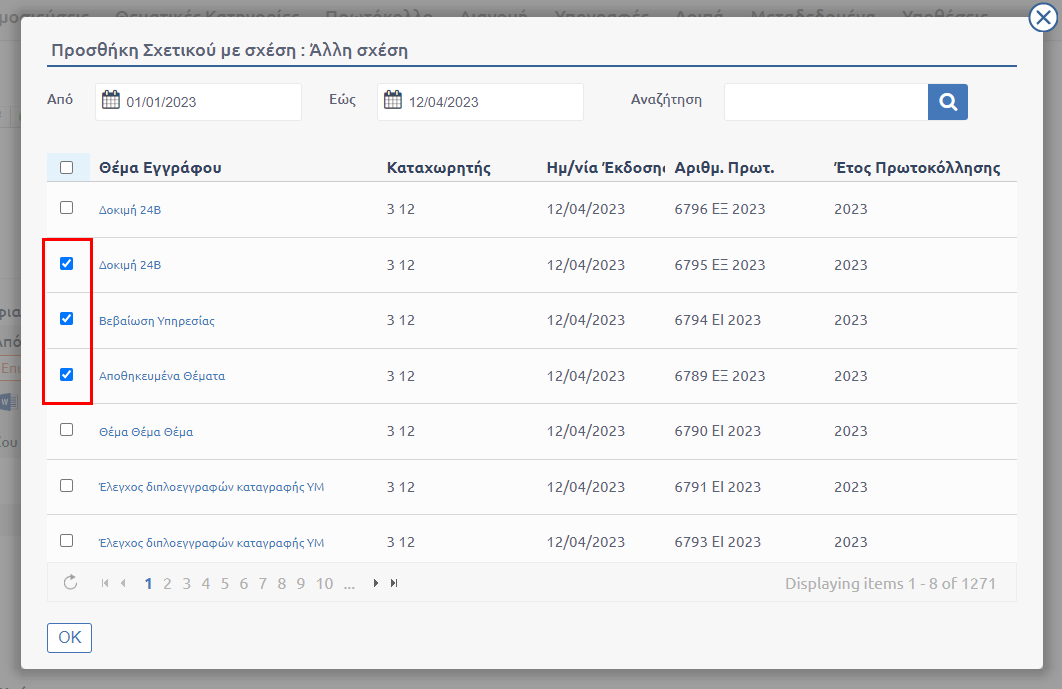 Προσθήκη Σχετικού με σχέση : Άλλη σχέση
Από 01/01/2023 Εώς 12/04/2023 Αναζήτηση
Θέμα Εγγράφου Καταχωρητής Ημ/νία Έκδοσης Αριθμ. Πρωτ. Έτος Πρωτοκόλλησης
Δοκιμή 24Β 3 12 12/04/2023 6796 ΕΞ 2023 2023
Δοκιμή 24Β 3 12 12/04/2023 6795 ΕΞ 2023 2023
Βεβαίωση Υπηρεσίας 3 12 12/04/2023 6794 ΕΙ 2023 2023
Αποθηκευμένα Θέματα 3 12 12/04/2023 6789 ΕΞ 2023 2023
Θέμα Θέμα Θέμα 3 12 12/04/2023 6790 ΕΙ 2023 2023
Έλεγχος διπλοεγγραφών καταγραφής ΥΜ 3 12 12/04/2023 6791 ΕΙ 2023 2023
Έλεγχος διπλοεγγραφών καταγραφής ΥΜ 3 12 12/04/2023 6793 ΕΙ 2023 2023
1 2 3 4 5 6 7 8 9 10 ... Displaying items 1 - 8 of 1271
OK